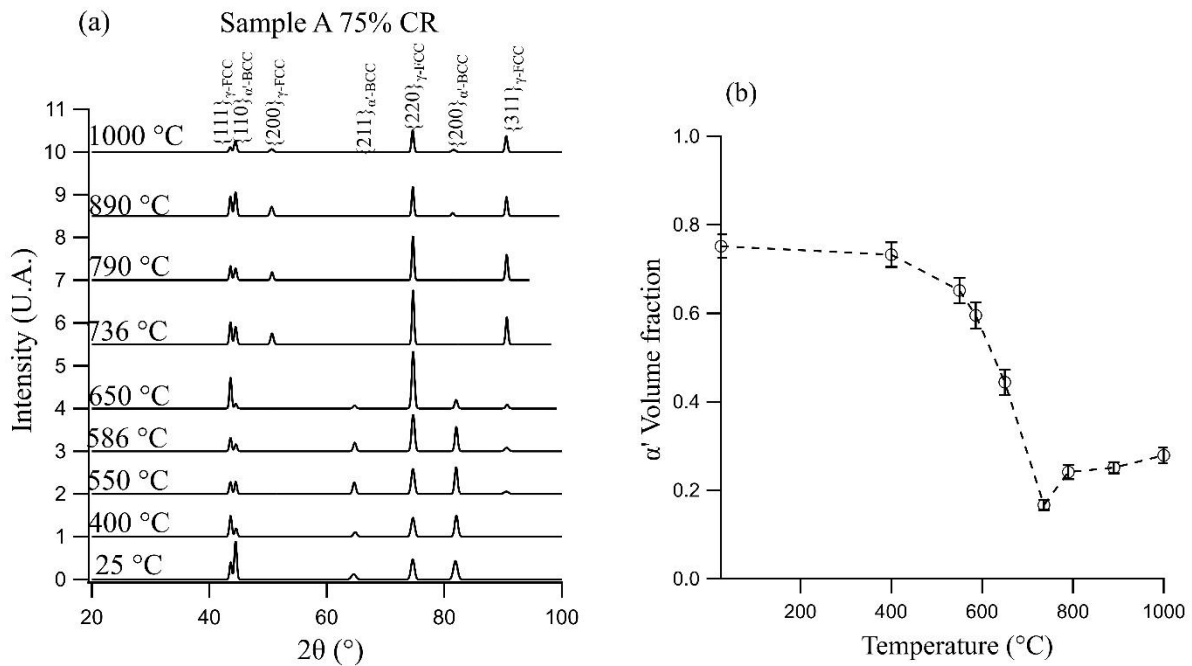 (a)
Sample A 75% CR
{111}γ-FCC
{110}α'-BCC
{200}γ-FCC
{211}α'-BCC
{220}γ-FCC
{200}α'-BCC
{311}γ-FCC
11
10
9
8
7
6
5
4
3
2
1
0
1000 °C
890 °C
790 °C
736 °C
650 °C
586 °C
550 °C
400 °C
25 °C
Intensity (U.A.)
20
40
60
80
100
2θ (°)
(b)
1.0
0.8
0.6
0.4
0.2
0.0
α' Volume fraction
200
400
600
800
1000
Temperature (°C)